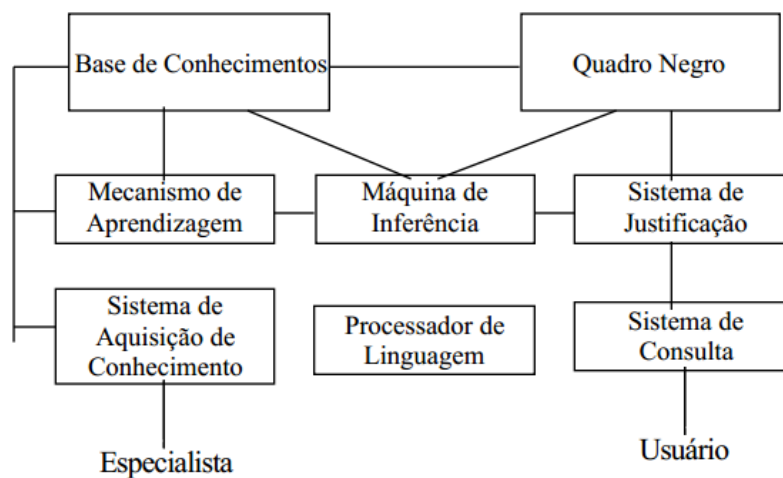 Base de Conhecimentos
Quadro Negro
Mecanismo de
Aprendizagem
Máquina de
Inferência
Sistema de
Justificação
Sistema de
Aquisição de
Conhecimento
Processador de
Linguagem
Sistema de
Consulta
Especialista
Usuário